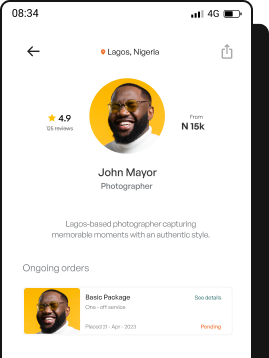 08:34
4G
Lagos, Nigeria
4.9
125 reviews
From
N 15k
John Mayor
Photographer
Lagos-based photographer capturing
memorable moments with an authentic style.
Ongoing orders
Basic Package
See details
One - off service
Placed 21 - Apr - 2023
Pending